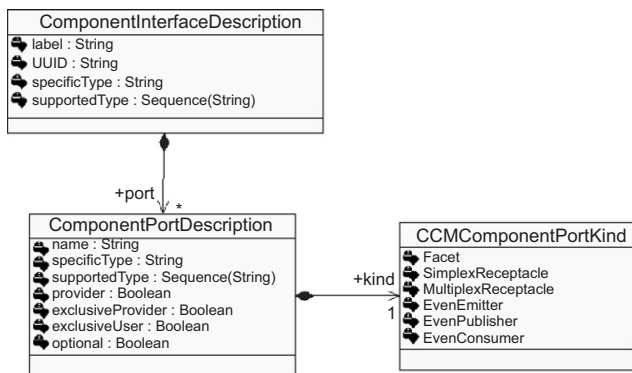 ComponentInterfaceDescription
label : String
UUID : String
specificType : String
supportedType : Sequence(String)
+port
*
ComponentPortDescription
name : String
specificType : String
supportedType : Sequence(String)
provider : Boolean
exclusiveProvider : Boolean
exclusiveUser : Boolean
optional : Boolean
+kind
1
CCMComponentPortKind
Facet
SimplexReceptacle
MultiplexReceptacle
EvenEmitter
EvenPublisher
EvenConsumer